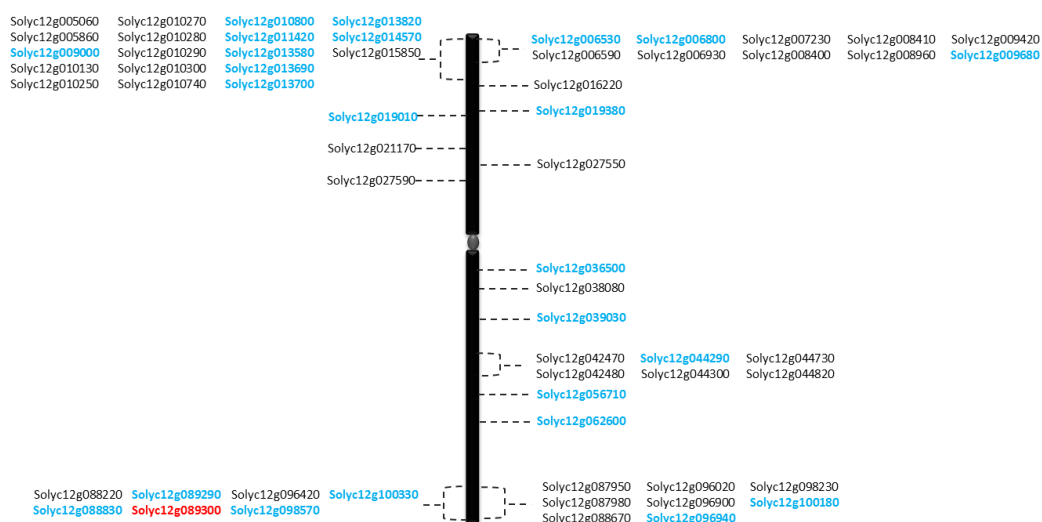 Solyc12g005060 Solyc12g010270 Solyc12g010800 Solyc12g013820
Solyc12g005860 Solyc12g010280 Solyc12g011420 Solyc12g014570
Solyc12g009000 Solyc12g010290 Solyc12g013580 Solyc12g015850
Solyc12g010130 Solyc12g010300 Solyc12g013690
Solyc12g010250 Solyc12g010740 Solyc12g013700
Solyc12g006530 Solyc12g006800 Solyc12g007230 Solyc12g008410 Solyc12g009420
Solyc12g006590 Solyc12g006930 Solyc12g008400 Solyc12g008960 Solyc12g009680
Solyc12g016220
Solyc12g019010
Solyc12g019380
Solyc12g021170
Solyc12g027550
Solyc12g027590
Solyc12g036500
Solyc12g038080
Solyc12g039030
Solyc12g042470 Solyc12g044290 Solyc12g044730
Solyc12g042480 Solyc12g044300 Solyc12g044820
Solyc12g056710
Solyc12g062600
Solyc12g088220 Solyc12g089290 Solyc12g096420 Solyc12g100330
Solyc12g088830 Solyc12g089300 Solyc12g098570
Solyc12g087950 Solyc12g096020 Solyc12g098230
Solyc12g087980 Solyc12g096900 Solyc12g100180
Solyc12g088670 Solyc12g096940